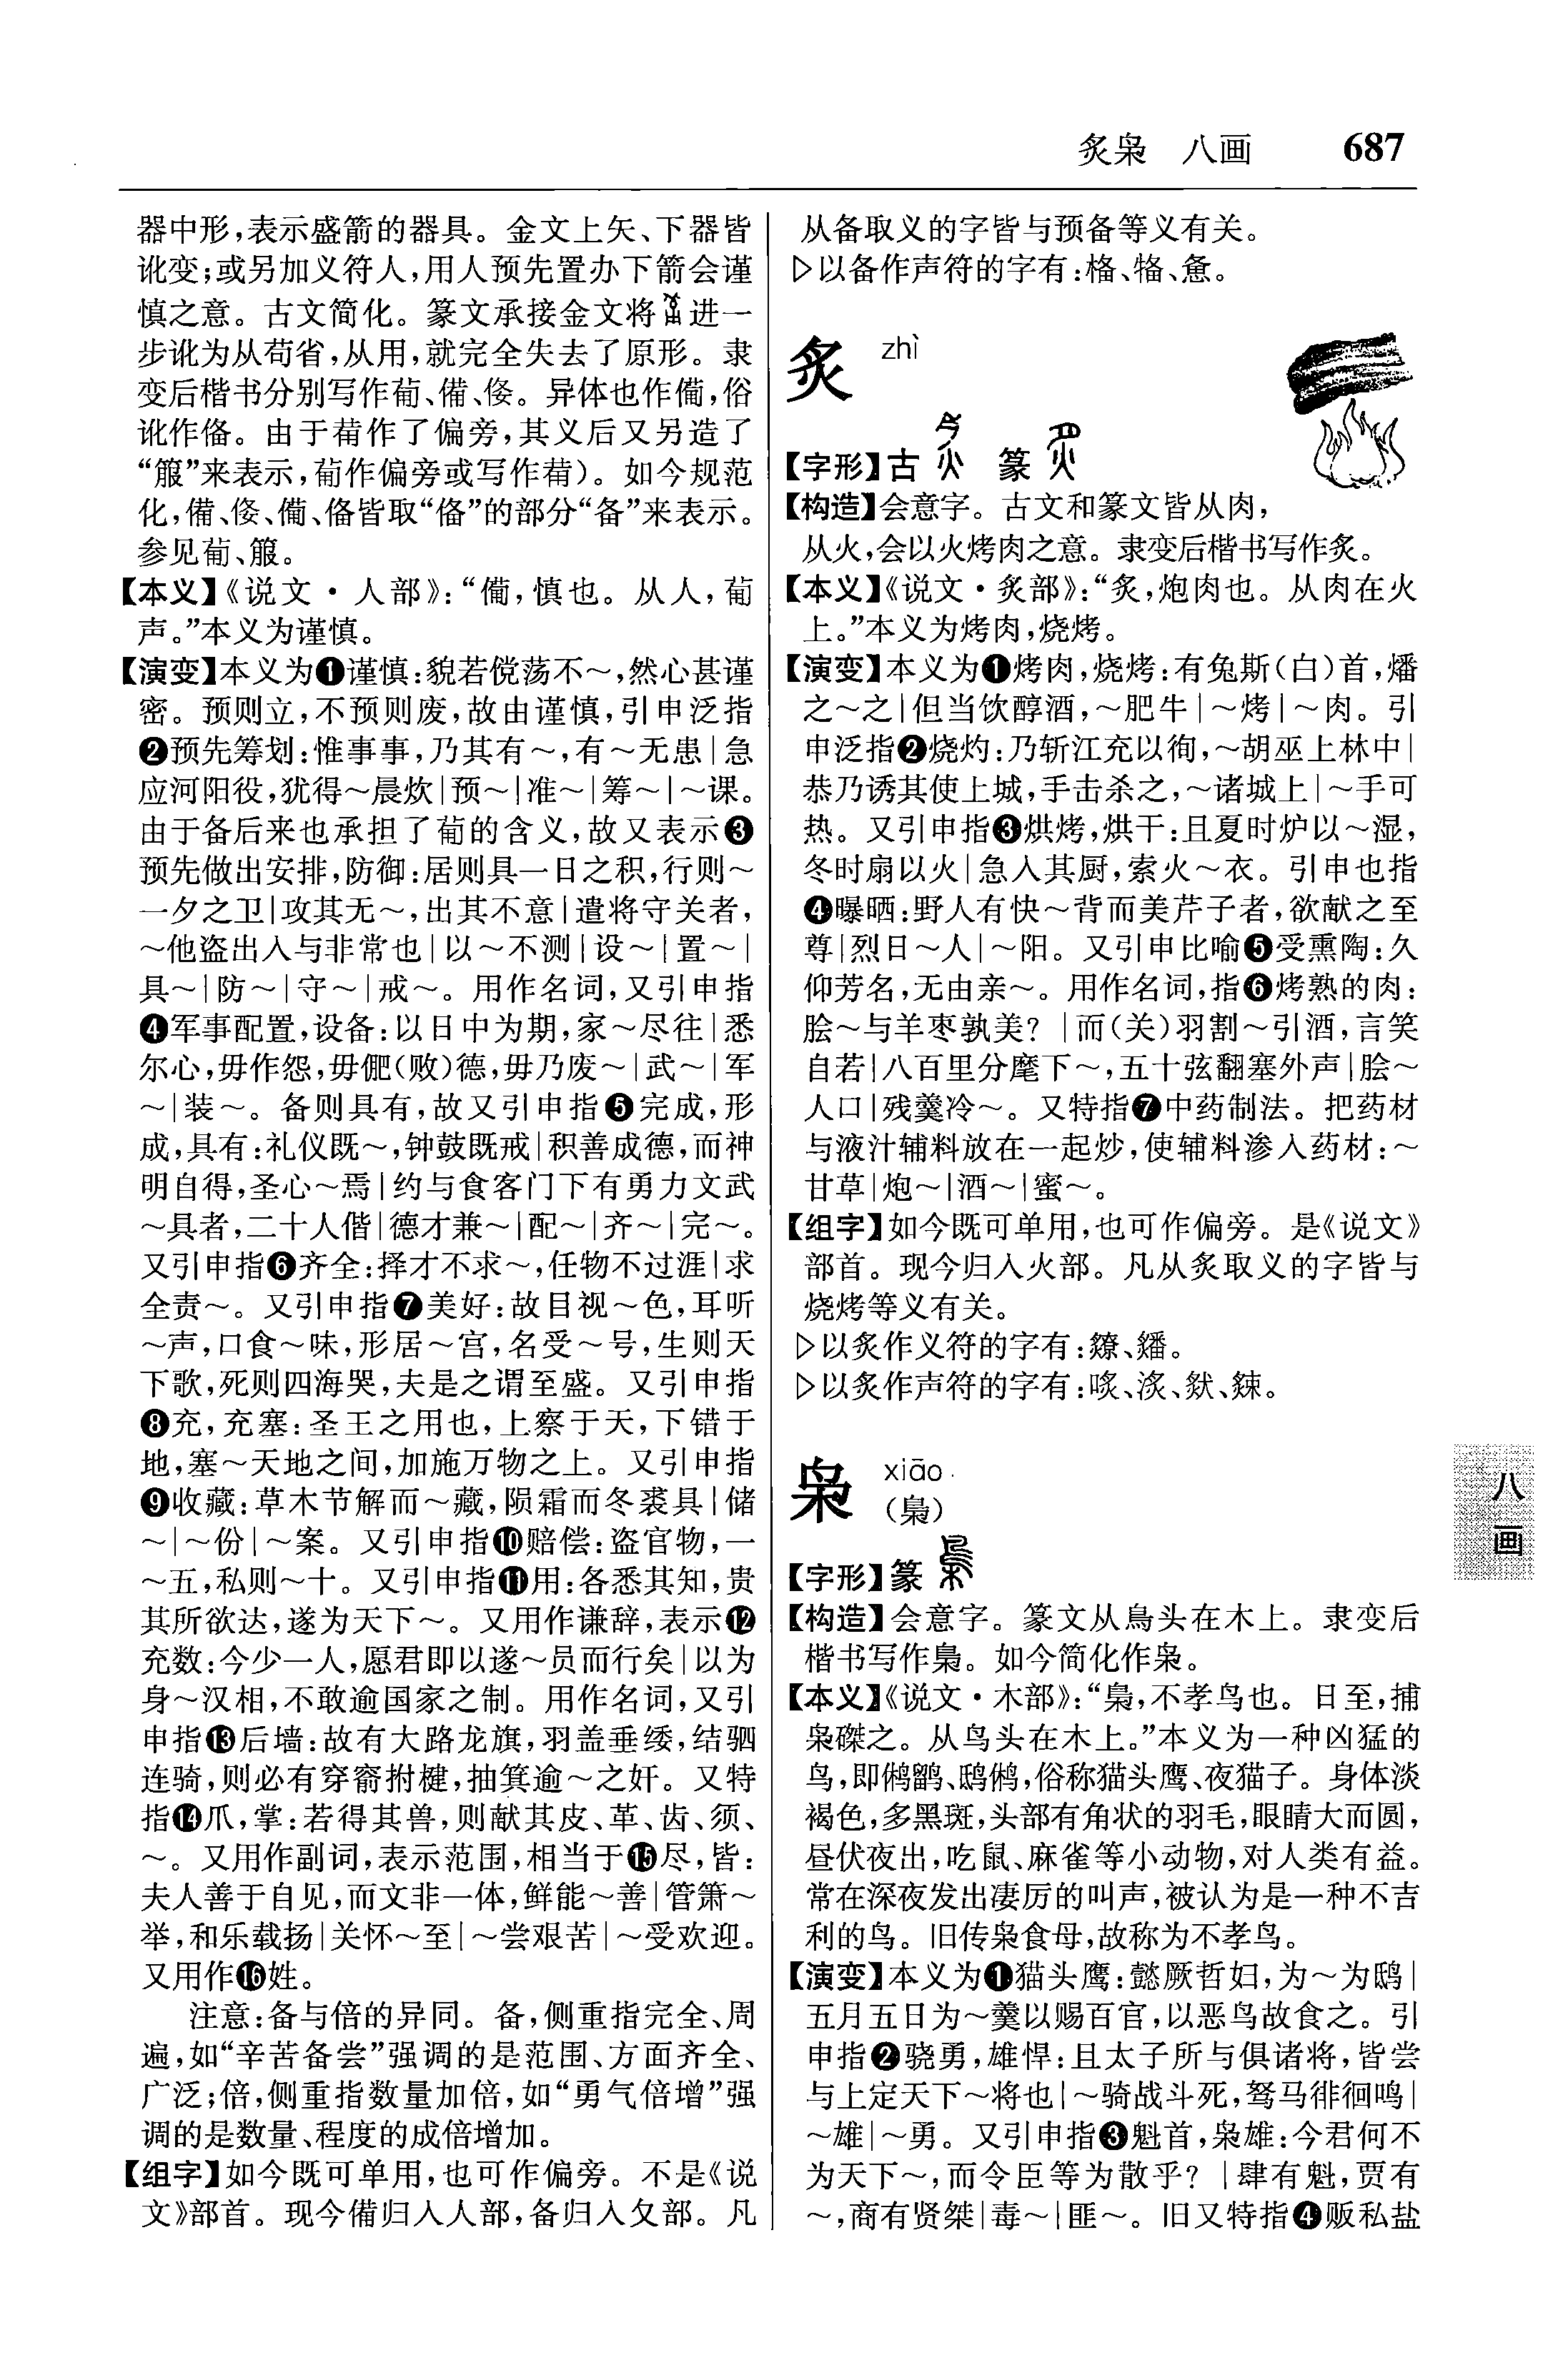 炙枭 八画 687
器中形,表示盛箭的器具。金文上矢、下器皆
讹变;或另加义符人,用人预先置办下箭会谨
慎之意。古文简化。篆文承接金文将进一
步讹为从苟省,从用,就完全失去了原形。隶
变后楷书分别写作葡、備、俻。异体也作僃,俗
讹作俻。由于𤰇作了偏旁,其义后又另造了
“箙”来表示,葡作偏旁或写作𤰇)。如今规范
化,備、俻、僃、俻皆取“俻”的部分“备”来表示。
参见葡、箙。
【本义】《说文·人部》:“僃,慎也。从人,葡
声。”本义为谨慎。
【演变】本义为❶谨慎:貌若傥荡不~,然心甚谨
密。预则立,不预则废,故由谨慎,引申泛指
❷预先筹划:惟事事,乃其有~,有~无患|急
应河阳役,犹得~晨炊|预~|准~|筹~|~课。
由于备后来也承担了葡的含义,故又表示❸
预先做出安排,防御:居则具一日之积,行则~
一夕之卫|攻其无~,出其不意|遣将守关者,
~他盗出入与非常也|以~不测|设~|置~|
具~|防~|守~|戒~。用作名词,又引申指
❹军事配置,设备:以日中为期,家~尽往|悉
尔心,毋作怨,毋俷(败)德,毋乃废~|武~|军
~|装~。备则具有,故又引申指❺完成,形
成,具有:礼仪既~,钟鼓既戒|积善成德,而神
明自得,圣心~焉|约与食客门下有勇力文武
~具者,二十人偕|德才兼~|配~|齐~|完~。
又引申指❻齐全:择才不求~,任物不过涯|求
全责~。又引申指❼美好:故目视~色,耳听
~声,口食~味,形居~宫,名受~号,生则天
下歌,死则四海哭,夫是之谓至盛。又引申指
❽充,充塞:圣王之用也,上察于天,下错于
地,塞~天地之间,加施万物之上。又引申指
❾收藏:草木节解而~藏,陨霜而冬裘具|储
~|~份|~案。又引申指❿赔偿:盗官物,一
~五,私则~十。又引申指⓫用:各悉其知,贵
其所欲达,遂为天下~。又用作谦辞,表示⓬
充数:今少一人,愿君即以遂~员而行矣|以为
身~汉相,不敢逾国家之制。用作名词,又引
申指⓭后墙:故有大路龙旗,羽盖垂緌,结驷
连骑,则必有穿窬拊楗,抽箕逾~之奸。又特
指⓮爪,掌:若得其兽,则献其皮、革、齿、须、
~。又用作副词,表示范围,相当于⓯尽,皆:
夫人善于自见,而文非一体,鲜能~善|管箫~
举,和乐载扬|关怀~至|~尝艰苦|~受欢迎。
又用作⓰姓。
注意:备与倍的异同。备,侧重指完全、周
遍,如“辛苦备尝”强调的是范围、方面齐全、
广泛;倍,侧重指数量加倍,如“勇气倍增”强
调的是数量、程度的成倍增加。
【组字】如今既可单用,也可作偏旁。不是《说
文》部首。现今備归入人部,备归入夂部。凡
从备取义的字皆与预备等义有关。
▷以备作声符的字有:、惫。
炙 zhì
【字形】古 篆
【构造】会意字。古文和篆文皆从肉,
从火,会以火烤肉之意。隶变后楷书写作炙。
【本义】《说文·炙部》:“炙,炮肉也。从肉在火
上。”本义为烤肉,烧烤。
【演变】本义为❶烤肉,烧烤:有兔斯(白)首,燔
之~之|但当饮醇酒,~肥牛|~烤|~肉。引
申泛指❷烧灼:乃斩江充以徇,~胡巫上林中|
恭乃诱其使上城,手击杀之,~诸城上|~手可
热。又引申指❸烘烤,烘干:且夏时炉以~湿,
冬时扇以火|急入其厨,索火~衣。引申也指
❹曝晒:野人有快~背而美芹子者,欲献之至
尊|烈日~人|~阳。又引申比喻❺受熏陶:久
仰芳名,无由亲~。用作名词,指❻烤熟的肉:
脍~与羊枣孰美? |而(关)羽割~引酒,言笑
自若|八百里分麾下~,五十弦翻塞外声|脍~
人口|残羹冷~。又特指❼中药制法。把药材
与液汁辅料放在一起炒,使辅料渗入药材:~
甘草|炮~|酒~|蜜~。
【组字】如今既可单用,也可作偏旁。是《说文》
部首。现今归入火部。凡从炙取义的字皆与
烧烤等义有关。
▷以炙作义符的字有:䌛、䌓。
▷以炙作声符的字有:
枭 xiāo
(梟)
【字形】篆
【构造】会意字。篆文从鳥头在木上。隶变后
楷书写作梟。如今简化作枭。
【本义】《说文·木部》:“梟,不孝鸟也。日至,捕
枭磔之。从鸟头在木上。”本义为一种凶猛的
鸟,即鸺鹠、鸱鸺,俗称猫头鹰、夜猫子。身体淡
褐色,多黑斑,头部有角状的羽毛,眼睛大而圆,
昼伏夜出,吃鼠、麻雀等小动物,对人类有益。
常在深夜发出凄厉的叫声,被认为是一种不吉
利的鸟。旧传枭食母,故称为不孝鸟。
【演变】本义为❶猫头鹰:懿厥哲妇,为~为鸱|
五月五日为~羹以赐百官,以恶鸟故食之。引
申指❷骁勇,雄悍:且太子所与俱诸将,皆尝
与上定天下~将也|~骑战斗死,驽马徘徊鸣|
~雄|~勇。又引申指❸魁首,枭雄:今君何不
为天下~,而令臣等为散乎? |肆有魁,贾有
~,商有贤桀|毒~|匪~。旧又特指❹贩私盐
八
画